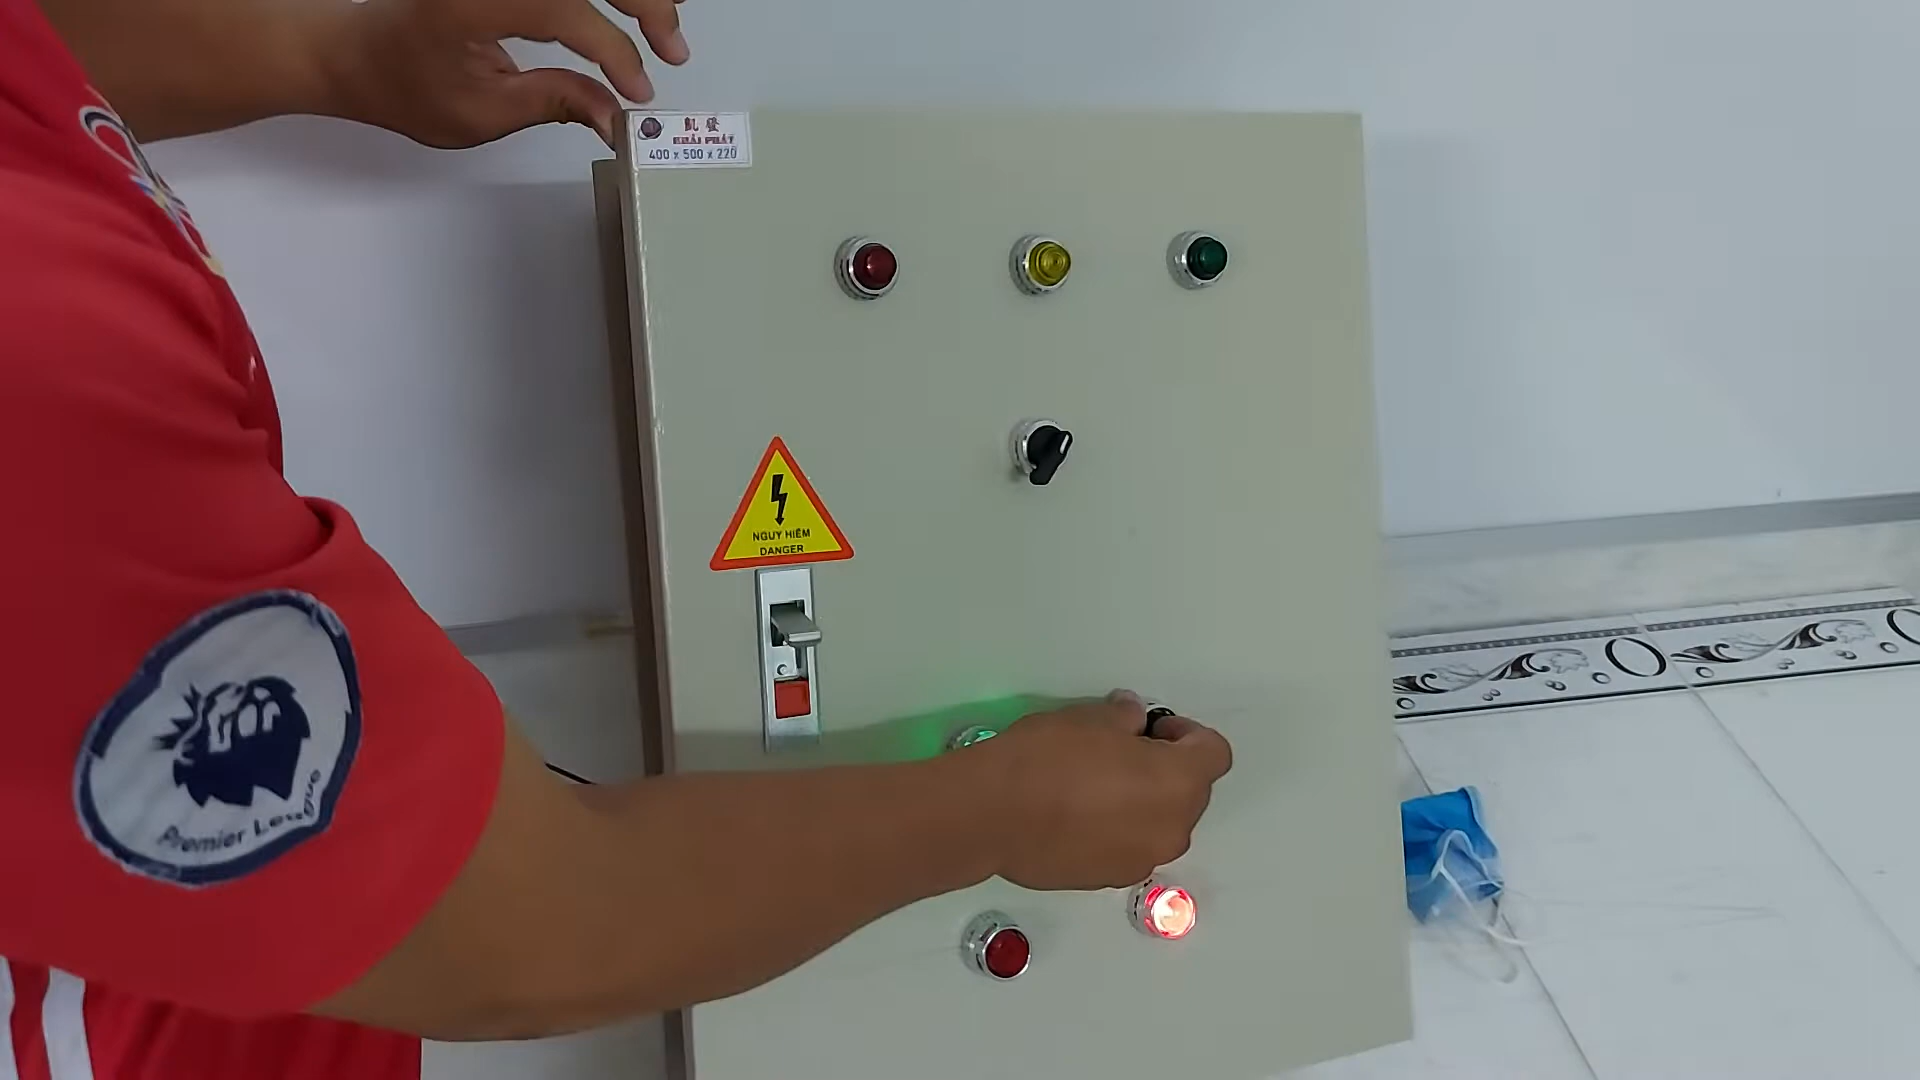 凱 發
KHẢI PHÁT
400 x 500 x 220
NGUY HIỂM
DANGER
Premier League